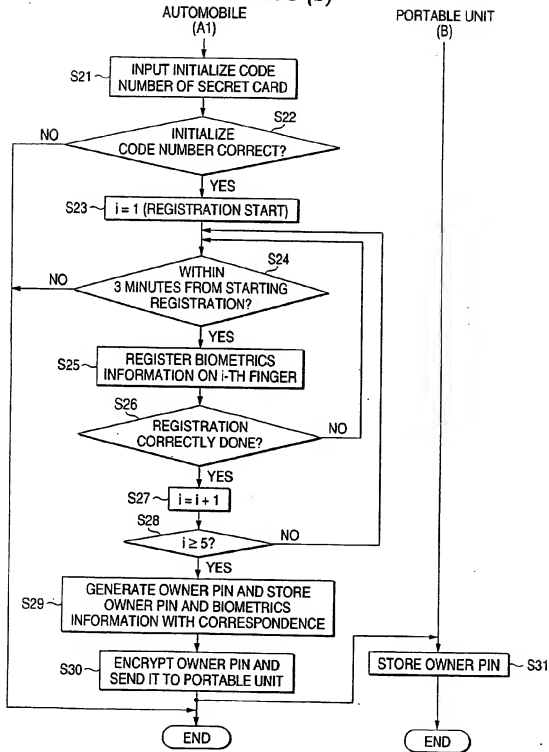 AUTOMOBILE
(A1)
PORTABLE UNIT
(B)
S21
INPUT INITIALIZE CODE
NUMBER OF SECRET CARD
S22
NO
INITIALIZE
CODE NUMBER CORRECT?
YES
S23
i = 1 (REGISTRATION START)
S24
NO
WITHIN
3 MINUTES FROM STARTING
REGISTRATION?
YES
S25
REGISTER BIOMETRICS
INFORMATION ON i-TH FINGER
S26
REGISTRATION
CORRECTLY DONE?
NO
YES
S27
i = i + 1
S28
i ≥ 5?
NO
YES
S29
GENERATE OWNER PIN AND STORE
OWNER PIN AND BIOMETRICS
INFORMATION WITH CORRESPONDENCE
S30
ENCRYPT OWNER PIN AND
SEND IT TO PORTABLE UNIT
STORE OWNER PIN
S31
END
END